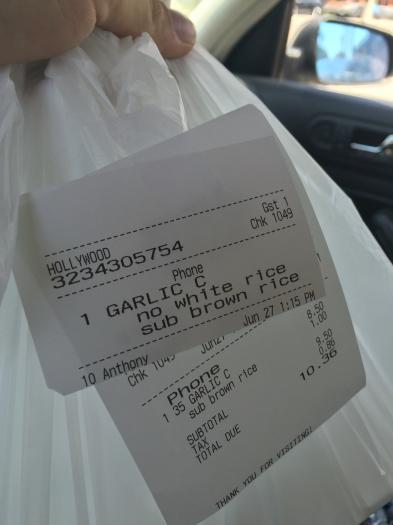 Gst 1
HOLLYWOOD Chk 1049
3234305754
Phone
1 GARLIC C
no white rice
sub brown rice
10 Anthony
Chk 1049 Jun27 Jun 27 1:15 PM
Phone
1 35 GARLIC C 8.50
sub brown rice 1.00
SUBTOTAL 9.50
TAX 0.86
TOTAL DUE 10.36
THANK YOU FOR VISITING!